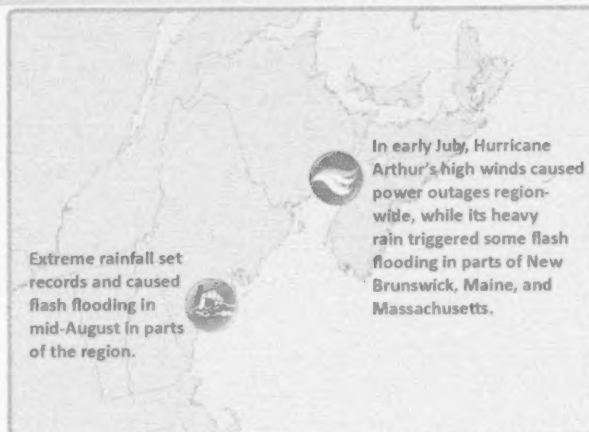 In early July, Hurricane
Arthur's high winds caused
power outages region-
wide, while its heavy
rain triggered some flash
flooding in parts of New
Brunswick, Maine, and
Massachusetts.
Extreme rainfall set
records and caused
flash flooding in
mid-August in parts
of the region.